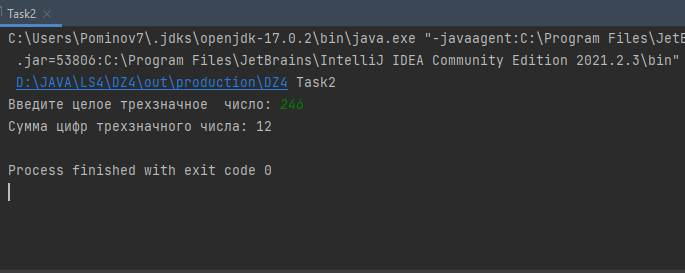 Task2
C:\Users\Pominov7\.jdks\openjdk-17.0.2\bin\java.exe "-javaagent:C:\Program Files\JetB
.jar=53806:C:\Program Files\JetBrains\IntelliJ IDEA Community Edition 2021.2.3\bin"
D:\JAVA\LS4\DZ4\out\production\DZ4 Task2
Введите целое трехзначное  число: 246
Сумма цифр трехзначного числа: 12
Process finished with exit code 0